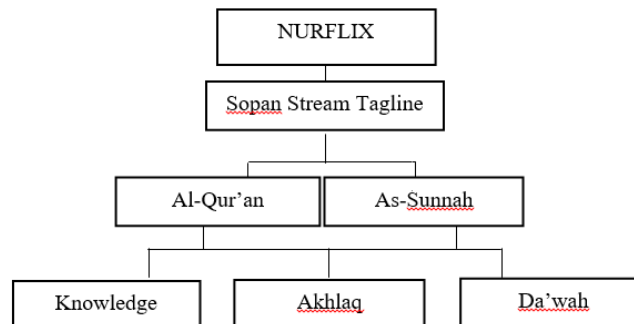 NURFLIX
Sopan Stream Tagline
Al-Qur’an
As-Sunnah
Knowledge
Akhlaq
Da’wah